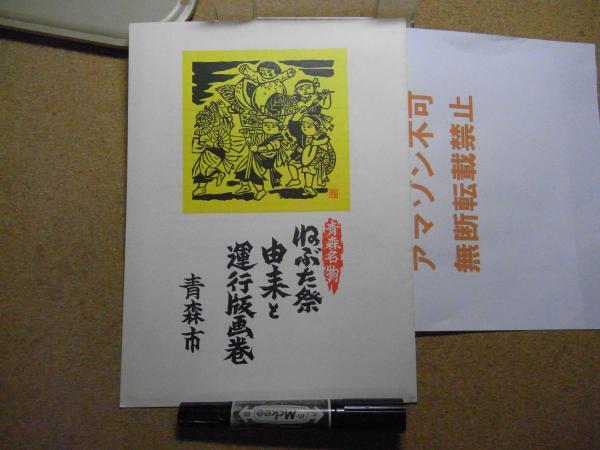 青森名物
ねぶた祭
由来と
運行版画巻
青森市
アマゾン不可
無断転載禁止
Mckee